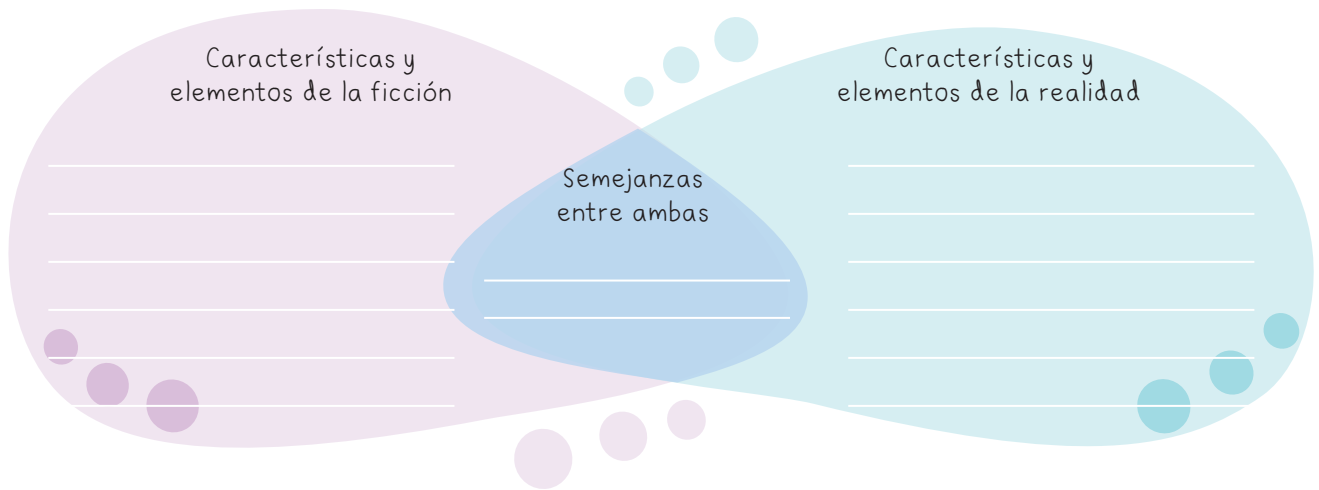 Características y
elementos de la ficción
Semejanzas
entre ambas
Características y
elementos de la realidad